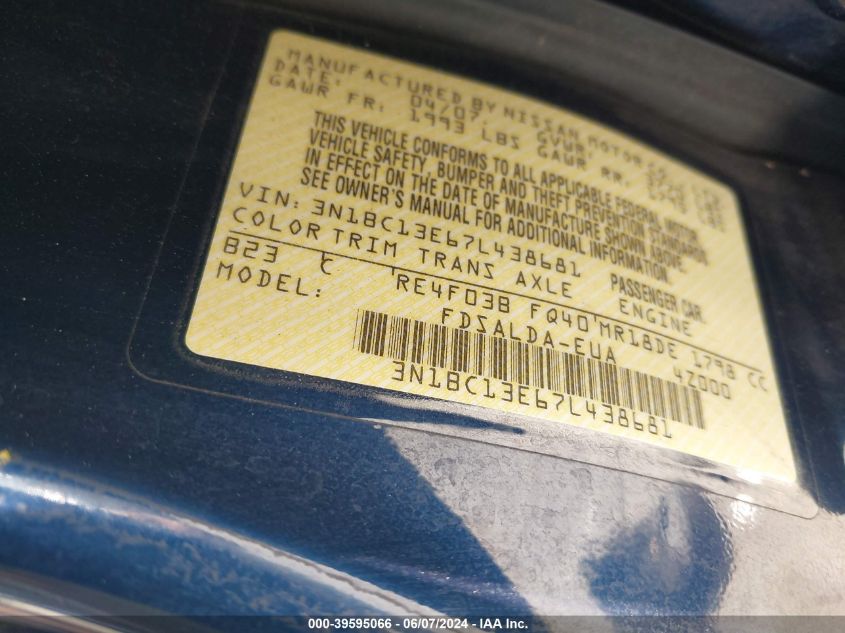 MANUFACTURED BY NISSAN MOTOR CO., LTD.
DATE: 04/07, GVWR:
GAWR FR: 1993 LBS GAWR RR:
THIS VEHICLE CONFORMS TO ALL APPLICABLE FEDERAL MOTOR
VEHICLE SAFETY, BUMPER AND THEFT PREVENTION STANDARDS
IN EFFECT ON THE DATE OF MANUFACTURE SHOWN ABOVE.
SEE OWNER'S MANUAL FOR ADDITIONAL INFORMATION.
VIN: 3N1BC13E67L438681 PASSENGER CAR
COLOR TRIM TRANS AXLE ENGINE
B23 C RE4F03B FQ40 MR18DE 1798 CC
MODEL: FDSALDA-EUA 4Z000
3N1BC13E67L438681
000-39595066 - 06/07/2024 - IAA Inc.